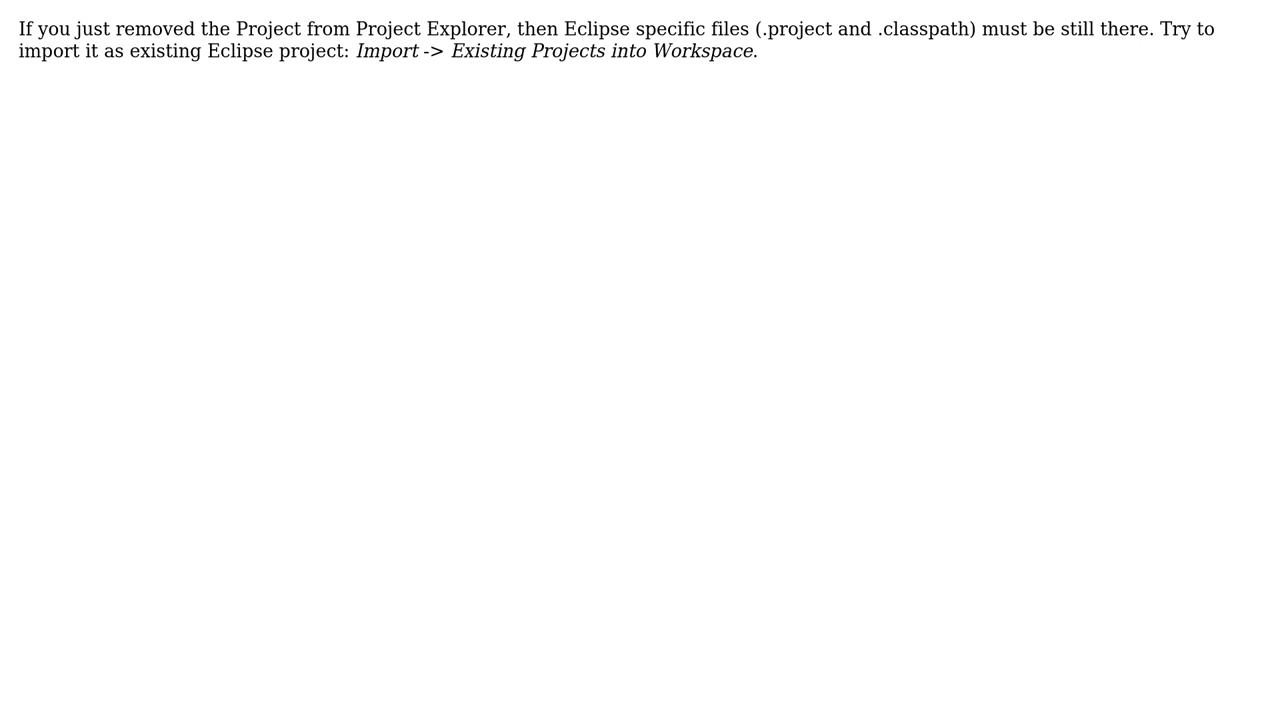 If you just removed the Project from Project Explorer, then Eclipse specific files (.project and .classpath) must be still there. Try to
import it as existing Eclipse project: Import -> Existing Projects into Workspace.